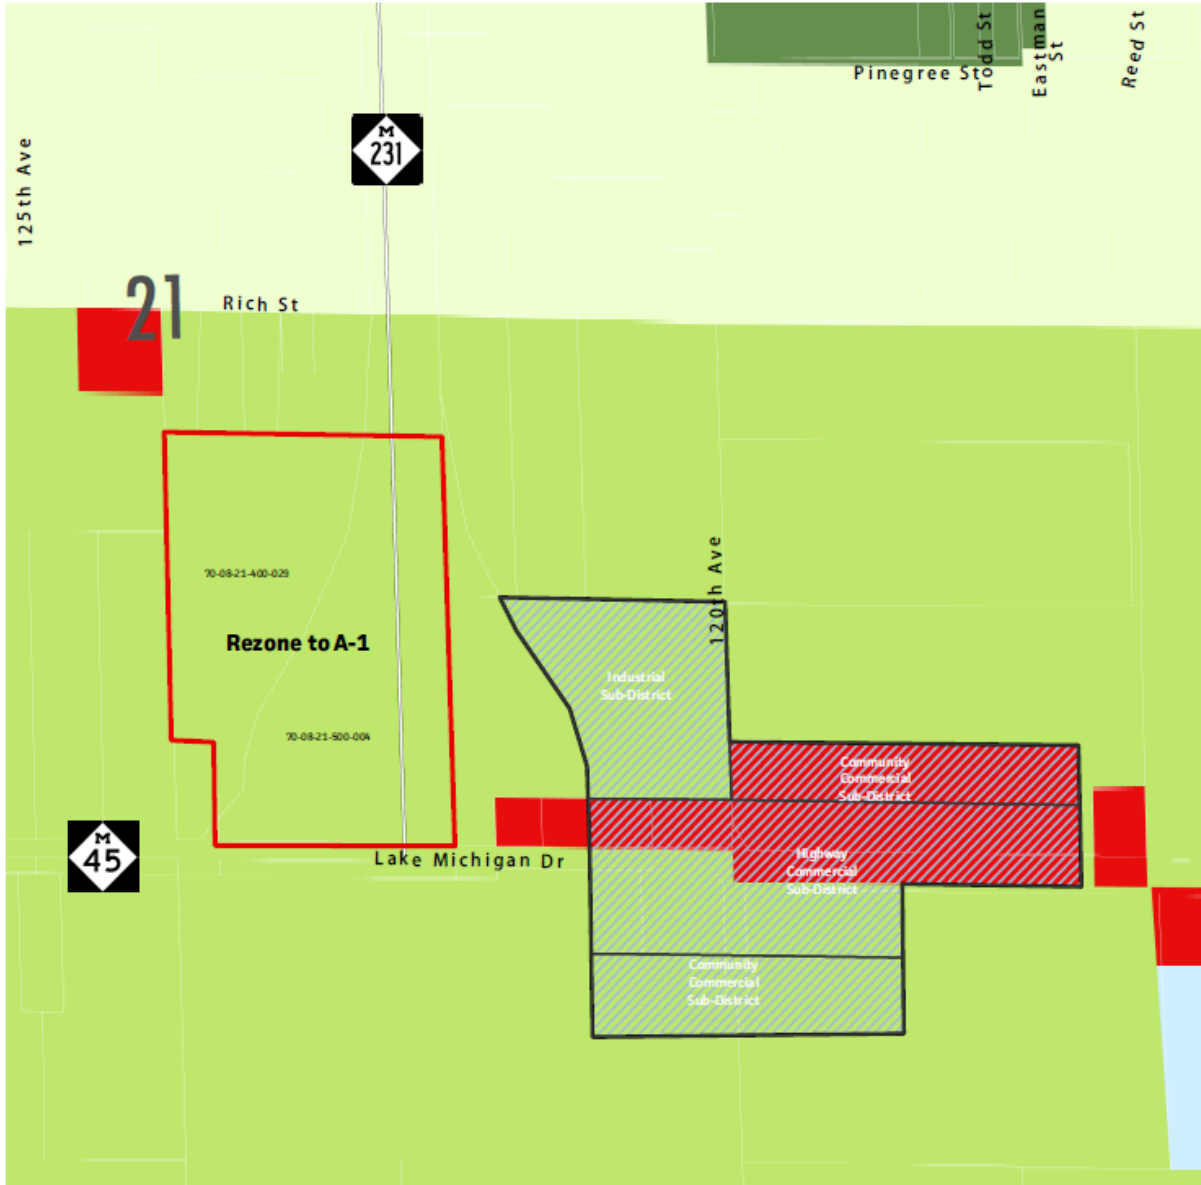 Todd St
Eastman
St
Reed St
Pinegree St
125th Ave
M
231
21
Rich St
70-08-21-400-029
120th Ave
Rezone to A-1
Industrial
Sub-District
70-08-21-500-004
Community
Commercial
Sub-District
M
45
Lake Michigan Dr
Highway
Commercial
Sub-District
Community
Commercial
Sub-District